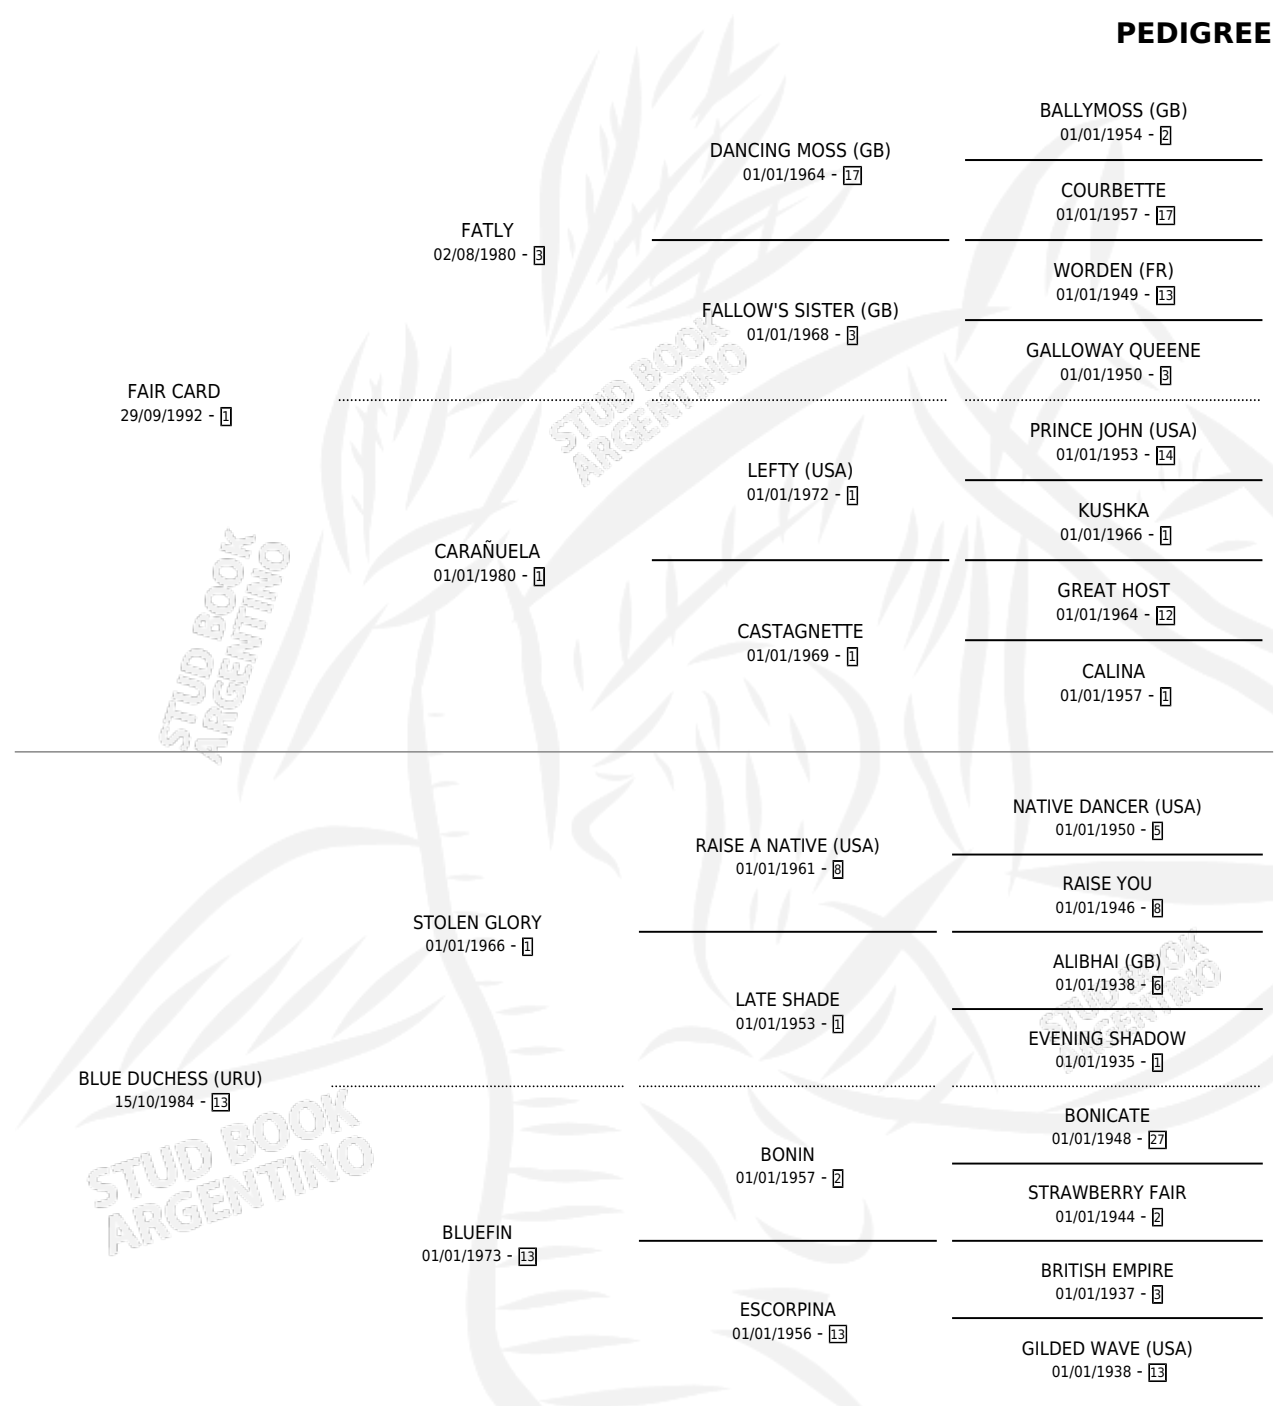 PEDIGREE
BALLYMOSS (GB)
01/01/1954 - 2
DANCING MOSS (GB)
01/01/1964 - 17
COURBETTE
01/01/1957 - 17
FATLY
02/08/1980 - 3
WORDEN (FR)
01/01/1949 - 13
FALLOW'S SISTER (GB)
01/01/1968 - 3
GALLOWAY QUEENE
01/01/1950 - 3
FAIR CARD
29/09/1992 - 1
STUD BOOK
ARGENTINO
PRINCE JOHN (USA)
01/01/1953 - 14
LEFTY (USA)
01/01/1972 - 1
KUSHKA
01/01/1966 - 1
CARAÑUELA
01/01/1980 - 1
GREAT HOST
01/01/1964 - 12
CASTAGNETTE
01/01/1969 - 1
CALINA
01/01/1957 - 1
STUD BOOK
ARGENTINO
NATIVE DANCER (USA)
01/01/1950 - 5
RAISE A NATIVE (USA)
01/01/1961 - 8
RAISE YOU
01/01/1946 - 8
STOLEN GLORY
01/01/1966 - 1
ALIBHAI (GB)
01/01/1938 - 6
LATE SHADE
01/01/1953 - 1
EVENING SHADOW
01/01/1935 - 1
STUD BOOK
ARGENTINO
BLUE DUCHESS (URU)
15/10/1984 - 13
BONICATE
01/01/1948 - 27
BONIN
01/01/1957 - 2
STRAWBERRY FAIR
01/01/1944 - 2
STUD BOOK
ARGENTINO
BLUEFIN
01/01/1973 - 13
BRITISH EMPIRE
01/01/1937 - 3
ESCORPINA
01/01/1956 - 13
GILDED WAVE (USA)
01/01/1938 - 13